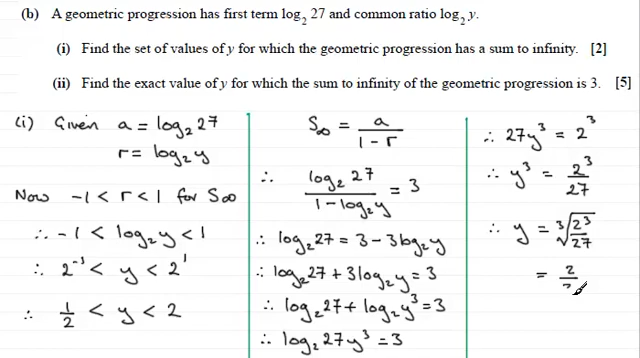 (b) A geometric progression has first term log₂ 27 and common ratio log₂ y.
(i) Find the set of values of y for which the geometric progression has a sum to infinity. [2]
(ii) Find the exact value of y for which the sum to infinity of the geometric progression is 3. [5]
(i) Given a = log₂27
r = log₂y
Now -1 < r < 1 for S∞
∴ -1 < log₂y < 1
∴ 2⁻¹ < y < 2¹
∴ 1/2 < y < 2
S∞ = a/(1 - r)
∴ log₂27/(1 - log₂y) = 3
∴ log₂27 = 3 - 3log₂y
∴ log₂27 + 3log₂y = 3
∴ log₂27 + log₂y³ = 3
∴ log₂27y³ = 3
∴ 27y³ = 2³
∴ y³ = 2³/27
∴ y = ∛(2³/27)
= 2/